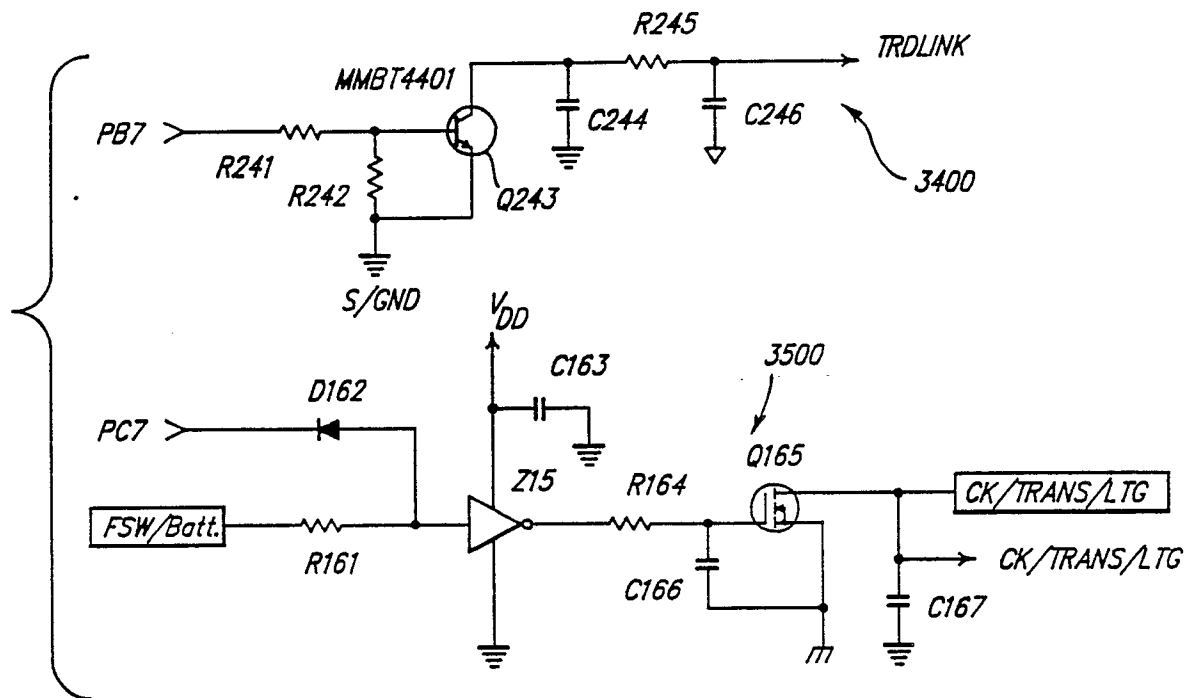 R245
TRDLINK
MMBT4401
C244
C246
PB7
R241
R242
Q243
3400
S/GND
VDD
C163
3500
D162
PC7
Z15
Q165
R164
CK/TRANS/LTG
FSW/Batt.
R161
C166
CK/TRANS/LTG
C167